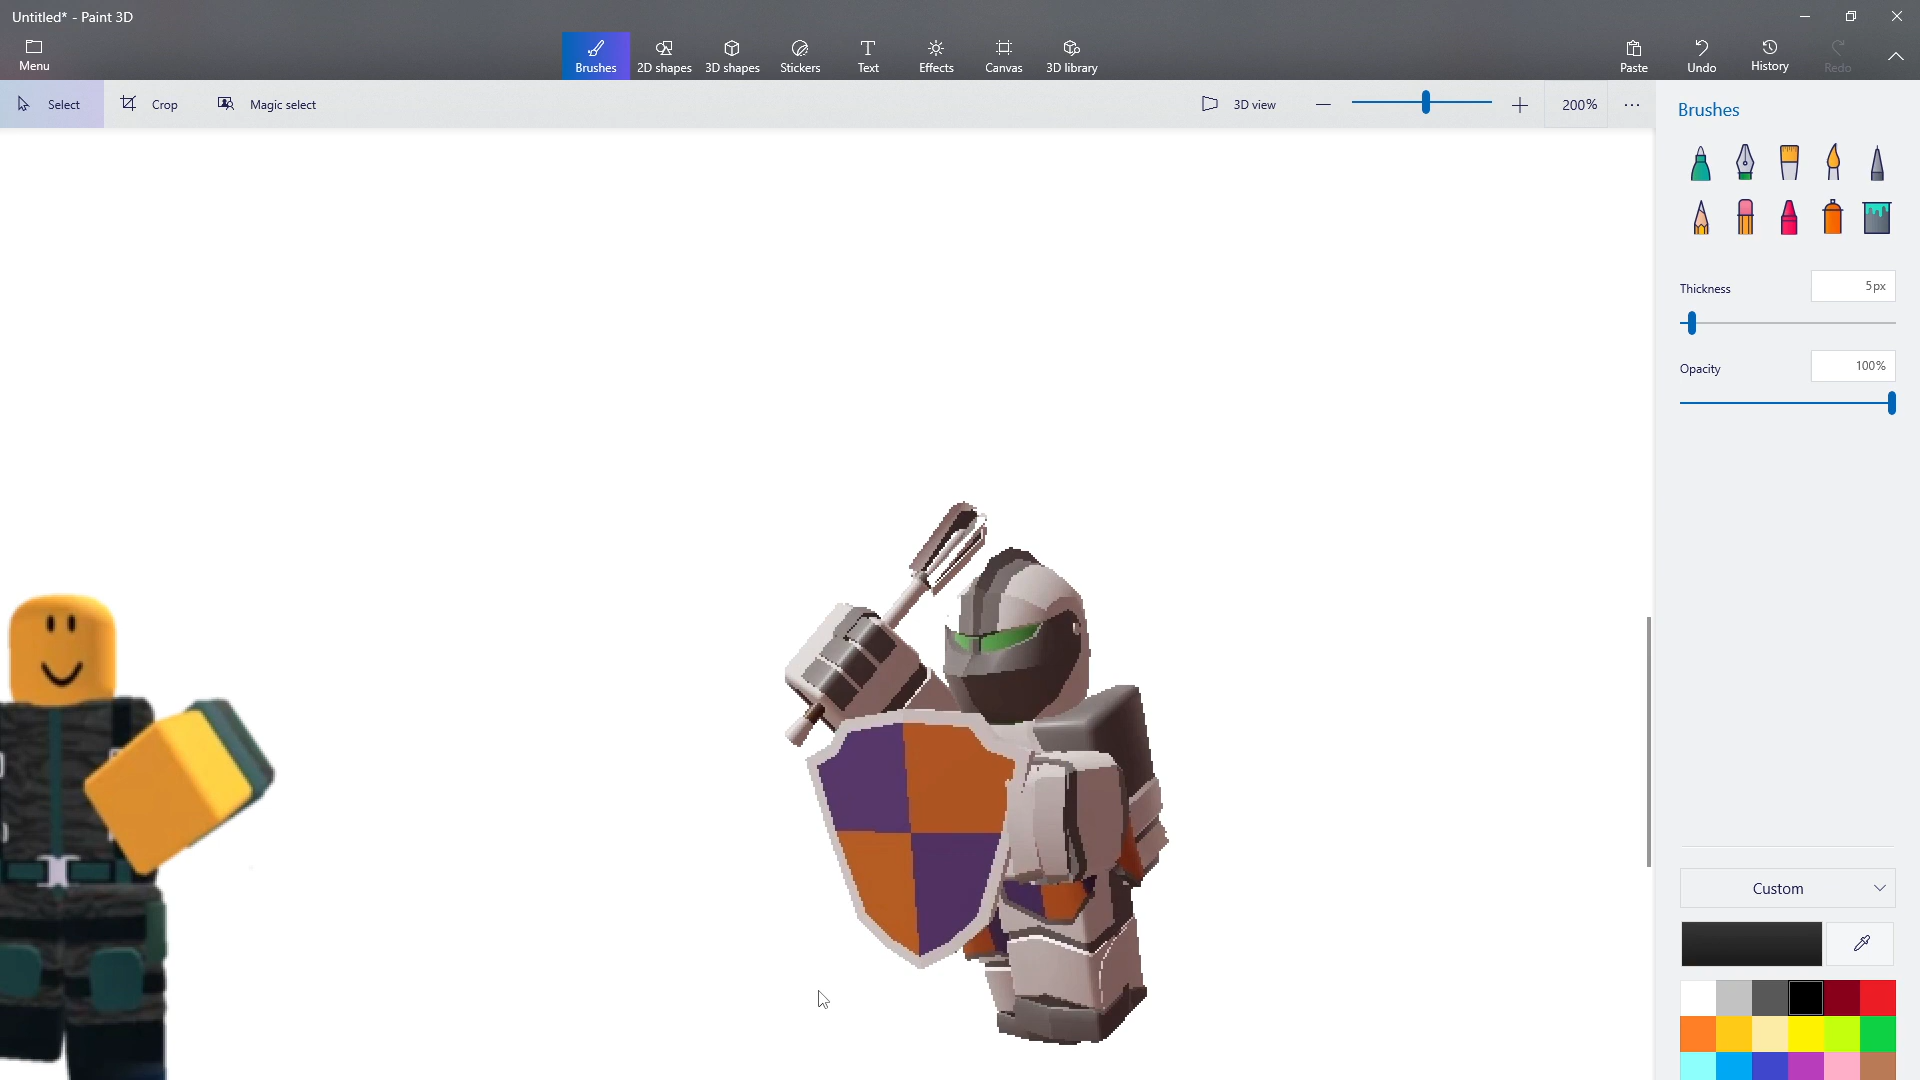 Untitled* - Paint 3D
Menu
Brushes 2D shapes 3D shapes Stickers Text Effects Canvas 3D library
Paste Undo History Redo
Select Crop Magic select
3D view 200%
Brushes
Thickness 5px
Opacity 100%
Custom